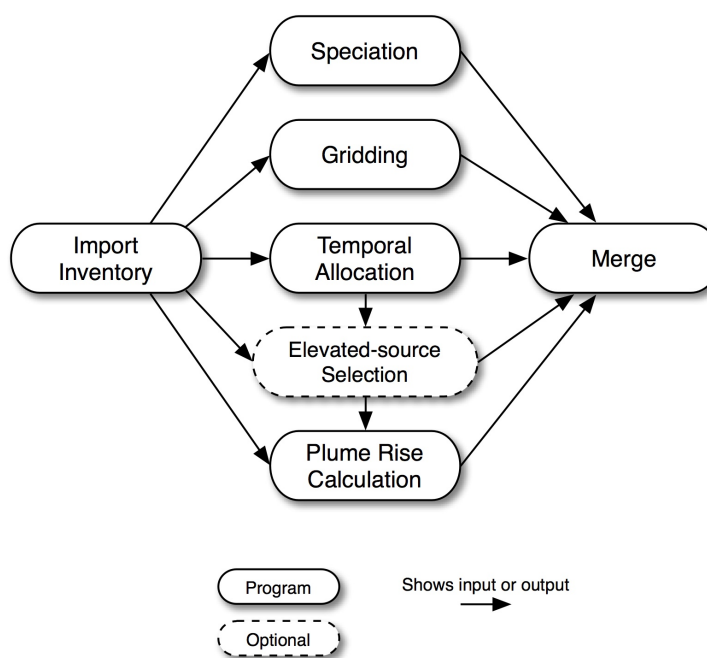 Speciation
Gridding
Import
Inventory
Temporal
Allocation
Merge
Elevated-source
Selection
Plume Rise
Calculation
Program
Shows input or output
Optional